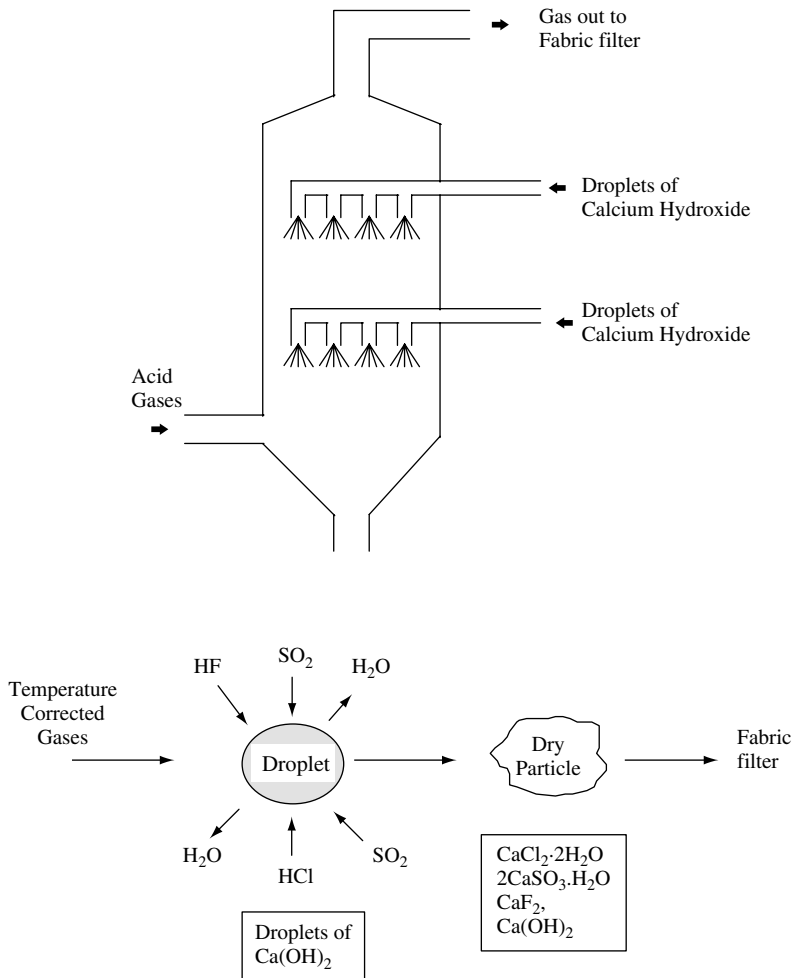 Gas out to
Fabric filter
Droplets of
Calcium Hydroxide
Droplets of
Calcium Hydroxide
Acid
Gases
Temperature
Corrected
Gases
HF
SO₂
H₂O
Droplet
H₂O
HCl
SO₂
Droplets of
Ca(OH)₂
Dry
Particle
CaCl₂·2H₂O
2CaSO₃.H₂O
CaF₂,
Ca(OH)₂
Fabric
filter